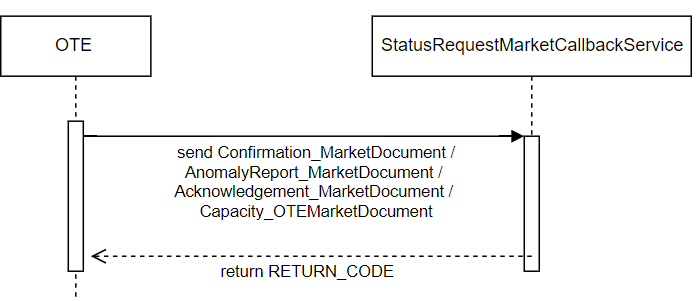 OTE
StatusRequestMarketCallbackService
send Confirmation_MarketDocument /
AnomalyReport_MarketDocument /
Acknowledgement_MarketDocument /
Capacity_OTEMarketDocument
return RETURN_CODE